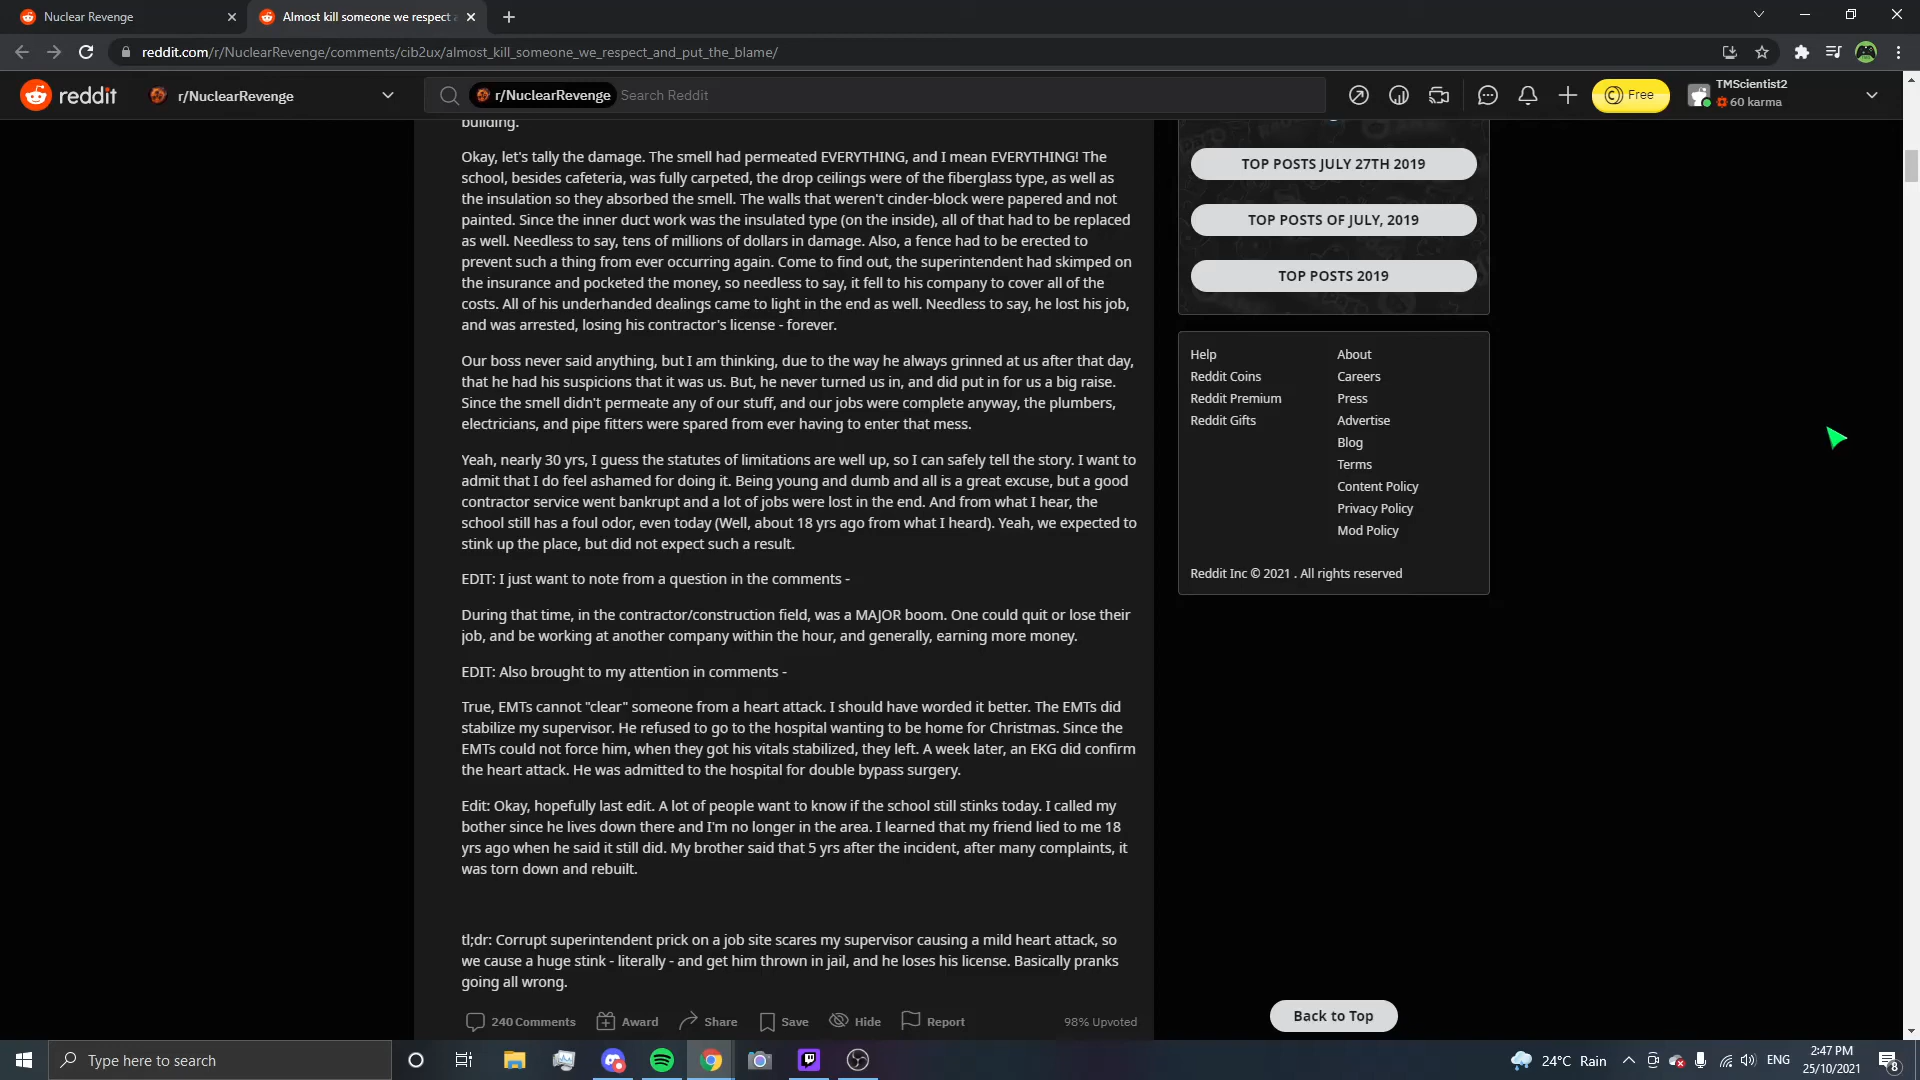 Nuclear Revenge
Almost kill someone we respect a
reddit.com/r/NuclearRevenge/comments/cib2ux/almost_kill_someone_we_respect_and_put_the_blame/
reddit
r/NuclearRevenge
r/NuclearRevenge
Search Reddit
Free
TMScientist2
60 karma
building.
Okay, let's tally the damage. The smell had permeated EVERYTHING, and I mean EVERYTHING! The
school, besides cafeteria, was fully carpeted, the drop ceilings were of the fiberglass type, as well as
the insulation so they absorbed the smell. The walls that weren't cinder-block were papered and not
painted. Since the inner duct work was the insulated type (on the inside), all of that had to be replaced
as well. Needless to say, tens of millions of dollars in damage. Also, a fence had to be erected to
prevent such a thing from ever occurring again. Come to find out, the superintendent had skimped on
the insurance and pocketed the money, so needless to say, it fell to his company to cover all of the
costs. All of his underhanded dealings came to light in the end as well. Needless to say, he lost his job,
and was arrested, losing his contractor's license - forever.
Our boss never said anything, but I am thinking, due to the way he always grinned at us after that day,
that he had his suspicions that it was us. But, he never turned us in, and did put in for us a big raise.
Since the smell didn't permeate any of our stuff, and our jobs were complete anyway, the plumbers,
electricians, and pipe fitters were spared from ever having to enter that mess.
Yeah, nearly 30 yrs, I guess the statutes of limitations are well up, so I can safely tell the story. I want to
admit that I do feel ashamed for doing it. Being young and dumb and all is a great excuse, but a good
contractor service went bankrupt and a lot of jobs were lost in the end. And from what I hear, the
school still has a foul odor, even today (Well, about 18 yrs ago from what I heard). Yeah, we expected to
stink up the place, but did not expect such a result.
EDIT: I just want to note from a question in the comments -
During that time, in the contractor/construction field, was a MAJOR boom. One could quit or lose their
job, and be working at another company within the hour, and generally, earning more money.
EDIT: Also brought to my attention in comments -
True, EMTs cannot "clear" someone from a heart attack. I should have worded it better. The EMTs did
stabilize my supervisor. He refused to go to the hospital wanting to be home for Christmas. Since the
EMTs could not force him, when they got his vitals stabilized, they left. A week later, an EKG did confirm
the heart attack. He was admitted to the hospital for double bypass surgery.
Edit: Okay, hopefully last edit. A lot of people want to know if the school still stinks today. I called my
bother since he lives down there and I'm no longer in the area. I learned that my friend lied to me 18
yrs ago when he said it still did. My brother said that 5 yrs after the incident, after many complaints, it
was torn down and rebuilt.
tl;dr: Corrupt superintendent prick on a job site scares my supervisor causing a mild heart attack, so
we cause a huge stink - literally - and get him thrown in jail, and he loses his license. Basically pranks
going all wrong.
240 Comments
Award
Share
Save
Hide
Report
98% Upvoted
TOP POSTS JULY 27TH 2019
TOP POSTS OF JULY, 2019
TOP POSTS 2019
Help
Reddit Coins
Reddit Premium
Reddit Gifts
About
Careers
Press
Advertise
Blog
Terms
Content Policy
Privacy Policy
Mod Policy
Reddit Inc © 2021 . All rights reserved
Back to Top
Type here to search
24°C Rain
ENG
2:47 PM
25/10/2021
8